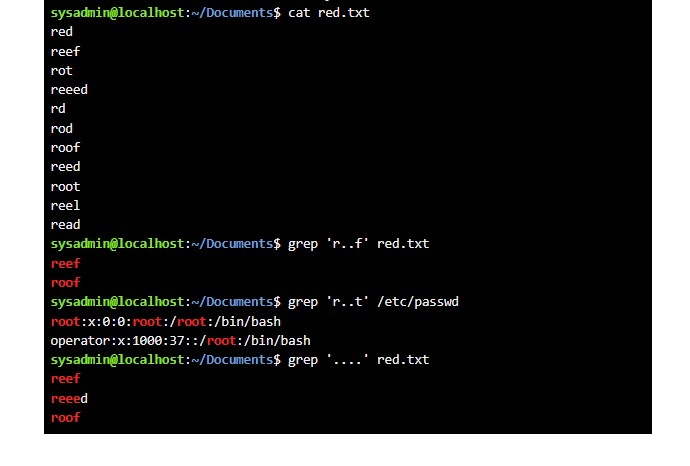 sysadmin@localhost:~/Documents$ cat red.txt
red
reef
rot
reeed
rd
rod
roof
reed
root
reel
read
sysadmin@localhost:~/Documents$ grep 'r..f' red.txt
reef
roof
sysadmin@localhost:~/Documents$ grep 'r..t' /etc/passwd
root:x:0:0:root:/root:/bin/bash
operator:x:1000:37::/root:/bin/bash
sysadmin@localhost:~/Documents$ grep '....' red.txt
reef
reeed
roof